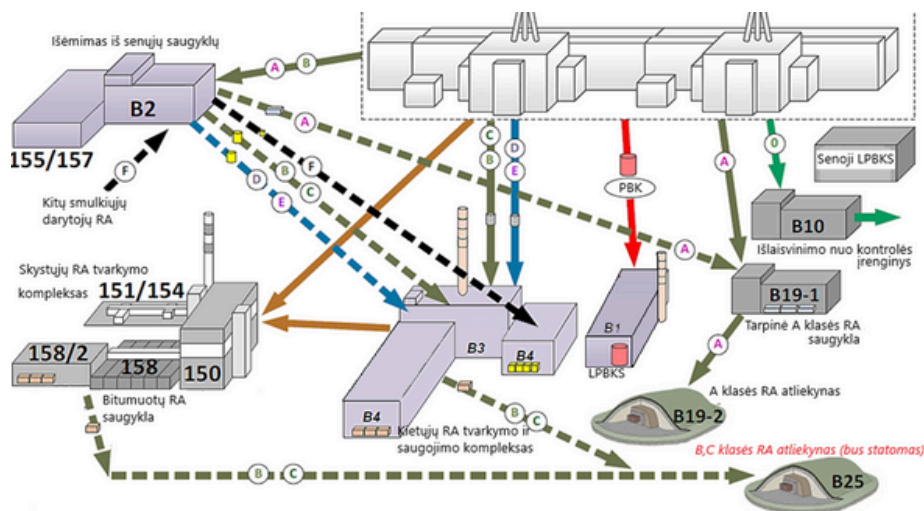 Išėmimas iš senųjų saugyklų
A
B
B2
155/157
F
Kitų smulkiųjų
darytojų RA
D
E
B
C
F
A
C
B
D
E
PBK
A
0
Senoji LPBKS
B10
Išlaisvinimo nuo kontrolės
įrenginys
A
B19-1
Tarpinė A klasės RA
saugykla
A
A klasės RA atliekynas
B19-2
Skystųjų RA tvarkymo
kompleksas
151/154
158/2
158
150
Bitumuotų RA
saugykla
B3
B4
B4
B1
LPBKS
Kietųjų RA tvarkymo ir
saugojimo kompleksas
B
C
B,C klasės RA atliekynas (bus statomas)
B25
B
C